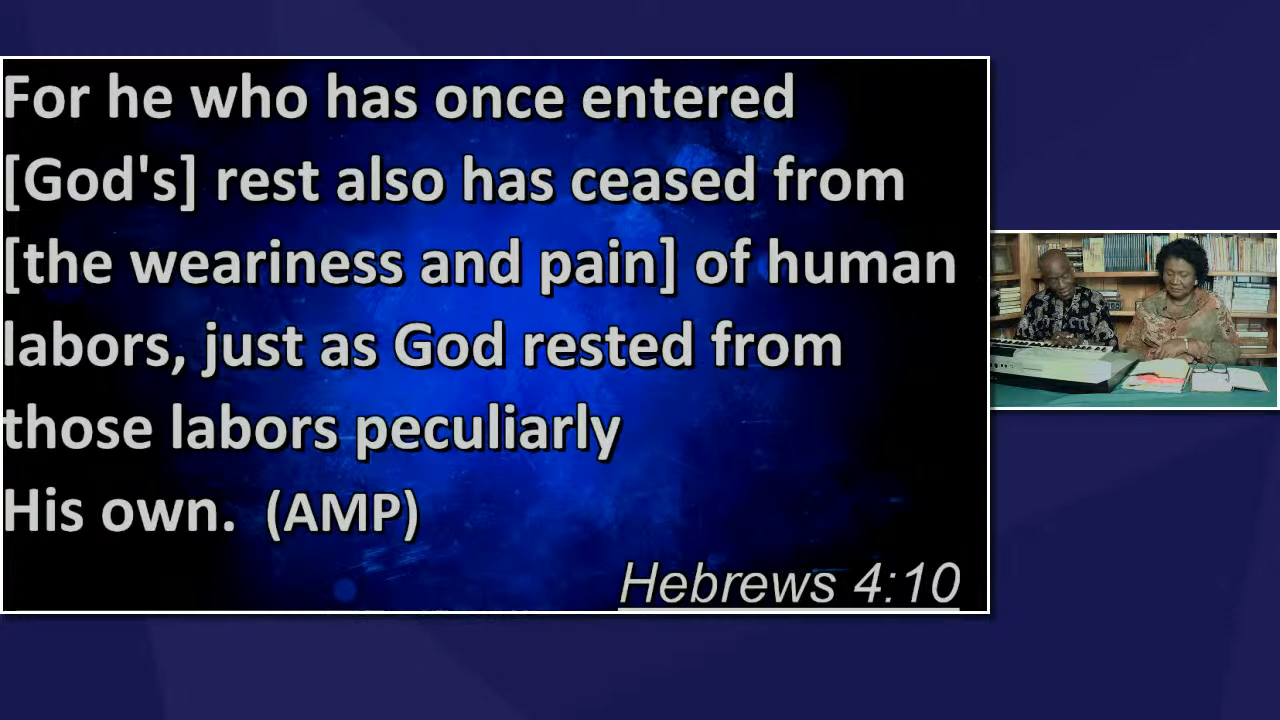 For he who has once entered
[God's] rest also has ceased from
[the weariness and pain] of human
labors, just as God rested from
those labors peculiarly
His own.  (AMP)
Hebrews 4:10